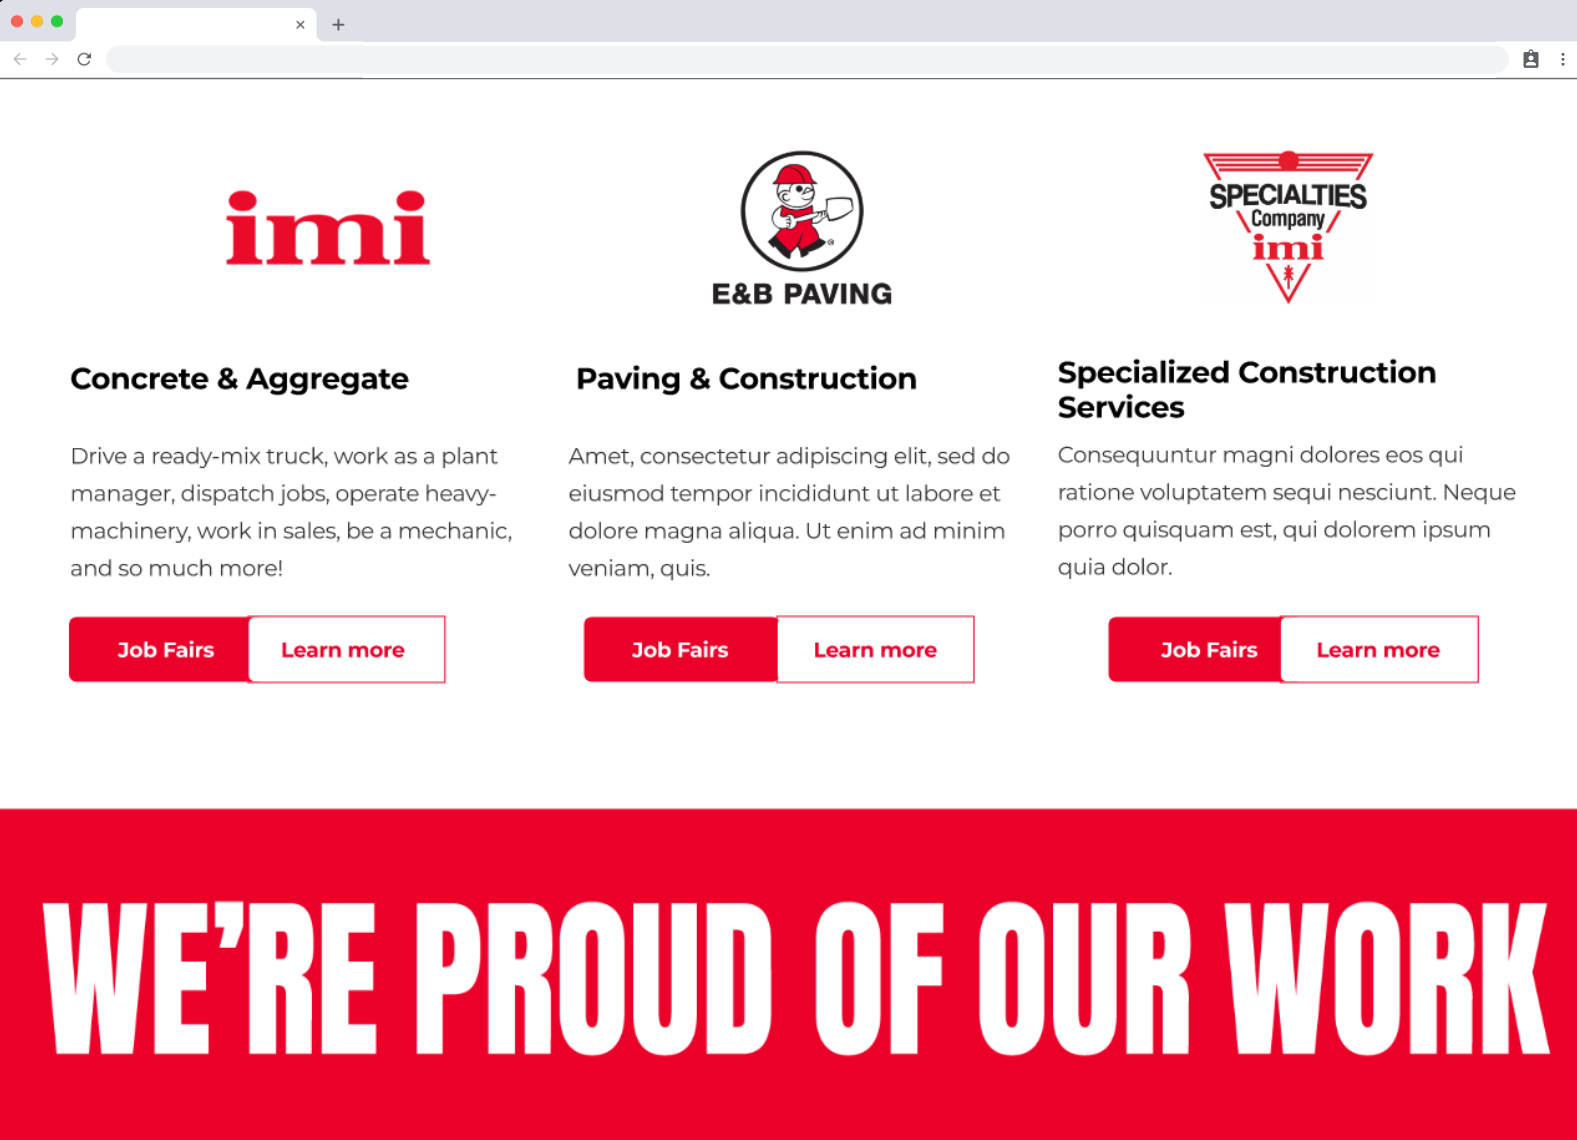 imi
E&B PAVING
SPECIALTIES
Company
imi
Concrete & Aggregate
Drive a ready-mix truck, work as a plant
manager, dispatch jobs, operate heavy-
machinery, work in sales, be a mechanic,
and so much more!
Job Fairs
Learn more
Paving & Construction
Amet, consectetur adipiscing elit, sed do
eiusmod tempor incididunt ut labore et
dolore magna aliqua. Ut enim ad minim
veniam, quis.
Job Fairs
Learn more
Specialized Construction
Services
Consequuntur magni dolores eos qui
ratione voluptatem sequi nesciunt. Neque
porro quisquam est, qui dolorem ipsum
quia dolor.
Job Fairs
Learn more
WE’RE PROUD OF OUR WORK